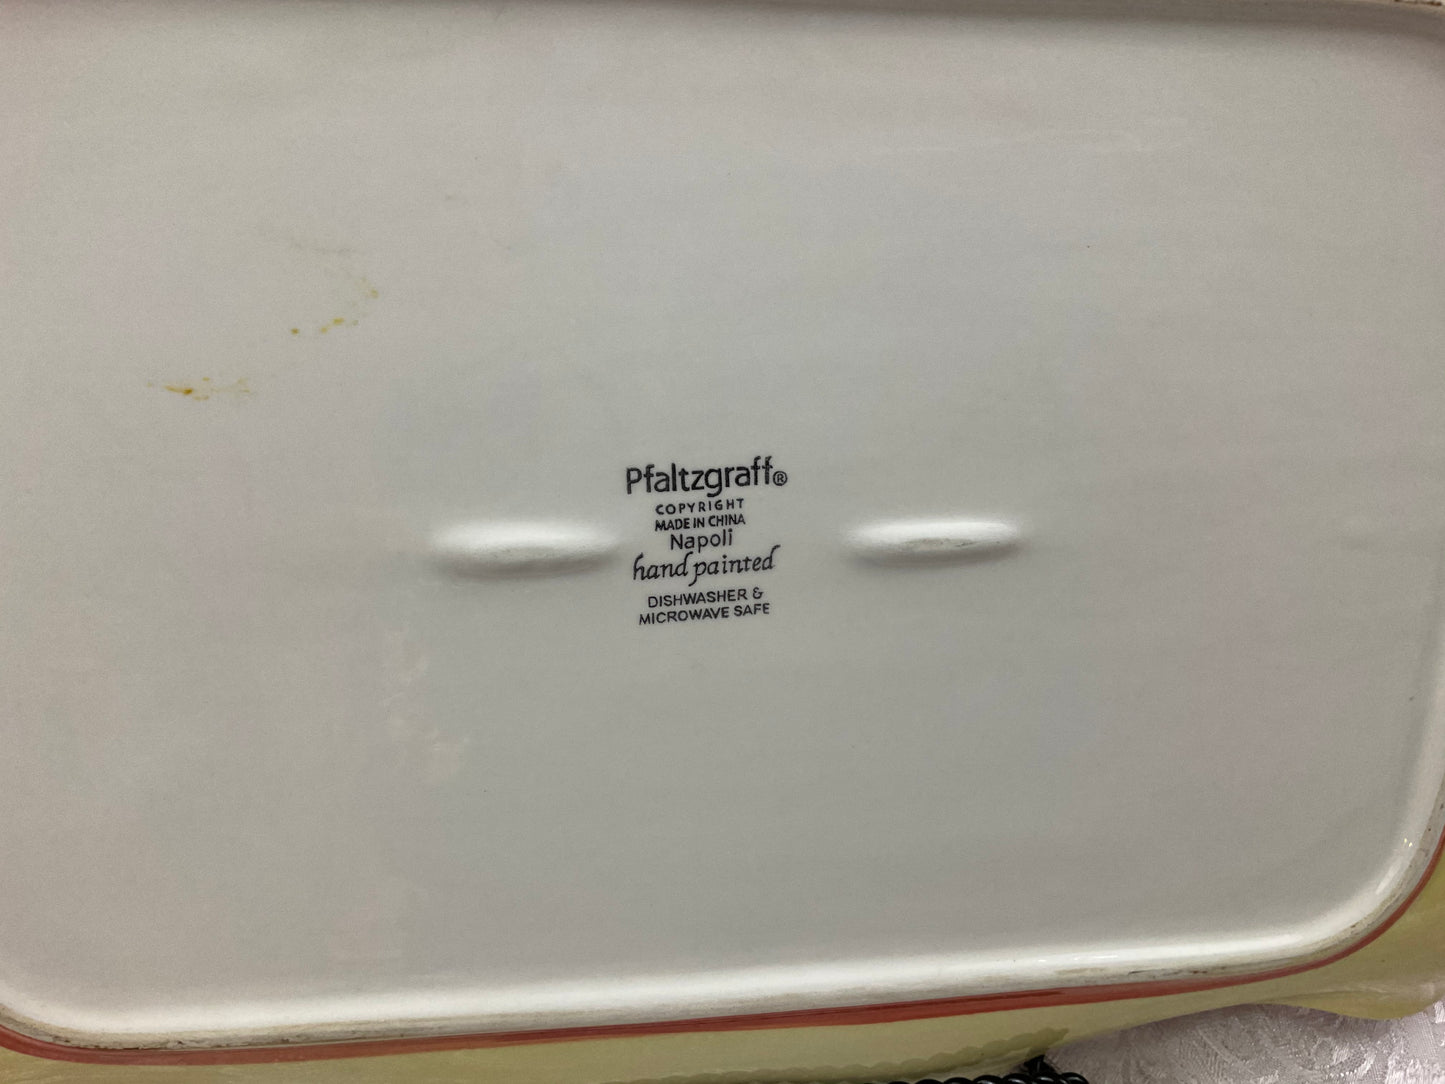 Pfaltzgraff®
COPYRIGHT
MADE IN CHINA
Napoli
hand painted
DISHWASHER &
MICROWAVE SAFE